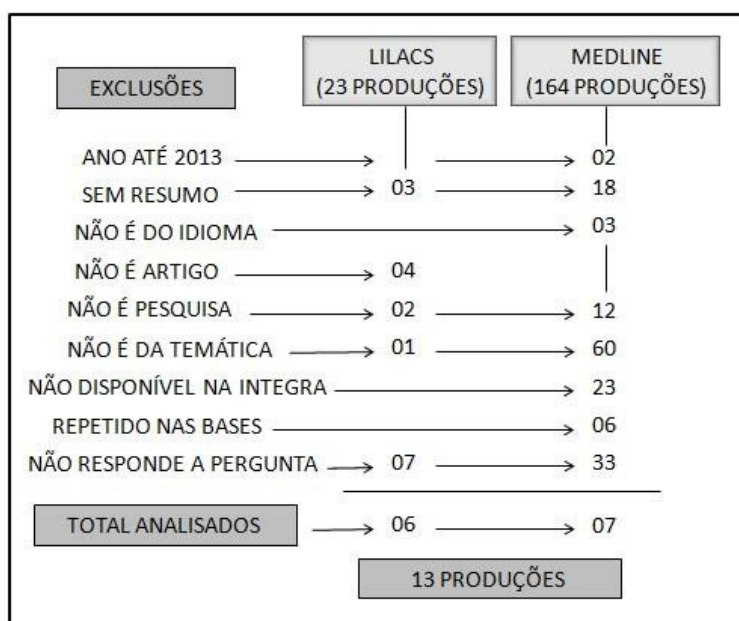 LILACS
(23 PRODUÇÕES)
MEDLINE
(164 PRODUÇÕES)
EXCLUSÕES
ANO ATÉ 2013 02
SEM RESUMO 03 18
NÃO É DO IDIOMA 03
NÃO É ARTIGO 04
NÃO É PESQUISA 02 12
NÃO É DA TEMÁTICA 01 60
NÃO DISPONÍVEL NA INTEGRA 23
REPETIDO NAS BASES 06
NÃO RESPONDE A PERGUNTA 07 33
TOTAL ANALISADOS 06 07
13 PRODUÇÕES